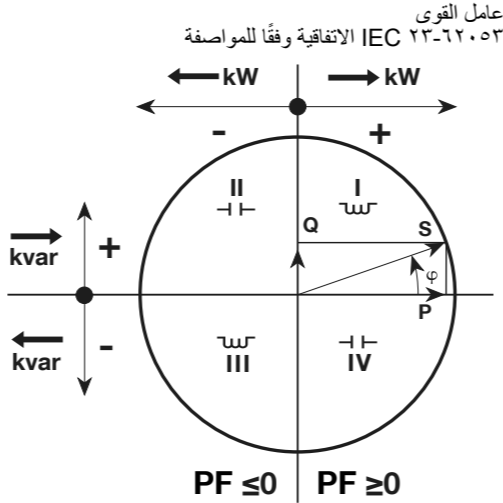 عامل القوى
الاتفاقية وفقًا للمواصفة IEC ٦٢٠٥٣-٢٣
kW kW
- +
II I
Q S
kvar +
φ
P
- kvar
III IV
PF ≤0 PF ≥0